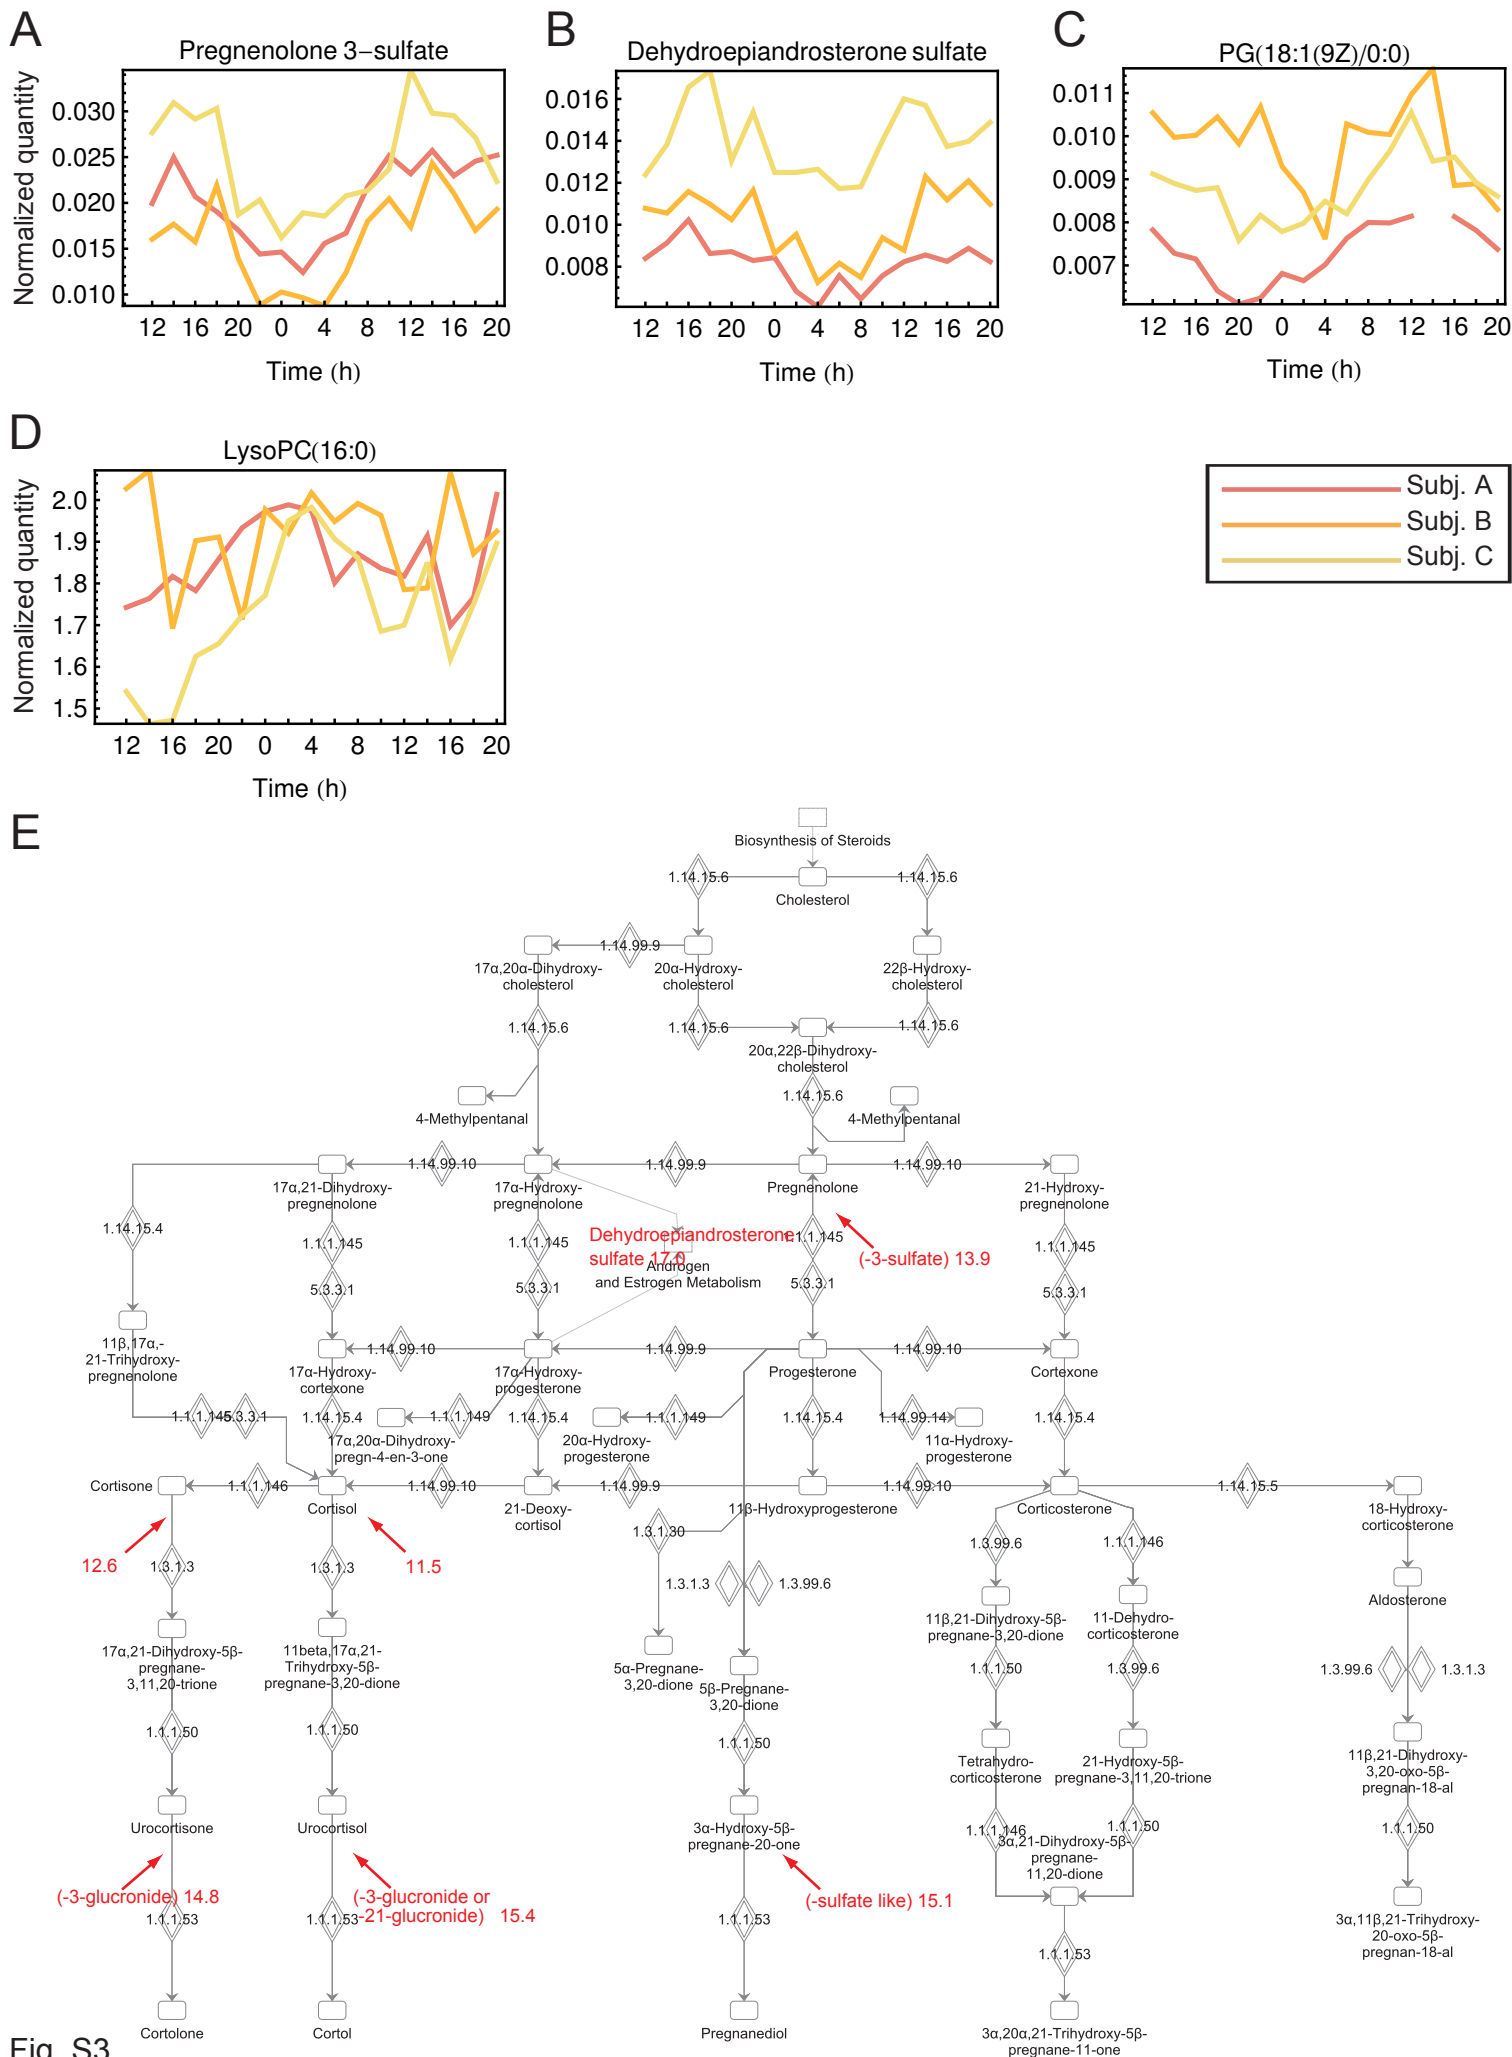 A
Pregnenolone 3−sulfate
Normalized quantity
0.030
0.025
0.020
0.015
0.010
12 16 20 0 4 8 12 16 20
Time (h)
B
Dehydroepiandrosterone sulfate
0.016
0.014
0.012
0.010
0.008
12 16 20 0 4 8 12 16 20
Time (h)
C
PG(18:1(9Z)/0:0)
0.011
0.010
0.009
0.008
0.007
12 16 20 0 4 8 12 16 20
Time (h)
D
LysoPC(16:0)
Normalized quantity
2.0
1.9
1.8
1.7
1.6
1.5
12 16 20 0 4 8 12 16 20
Time (h)
Subj. A
Subj. B
Subj. C
E
Biosynthesis of Steroids
1.14.15.6
1.14.15.6
Cholesterol
1.14.99.9
17α,20α-Dihydroxy-
cholesterol
20α-Hydroxy-
cholesterol
22β-Hydroxy-
cholesterol
1.14.15.6
1.14.15.6
1.14.15.6
20α,22β-Dihydroxy-
cholesterol
1.14.15.6
4-Methylpentanal
4-Methylpentanal
1.14.99.10
1.14.99.9
1.14.99.10
17α,21-Dihydroxy-
pregnenolone
17α-Hydroxy-
pregnenolone
Pregnenolone
21-Hydroxy-
pregnenolone
1.14.15.4
1.1.1.145
1.1.1.145
Dehydroepiandrosterone
sulfate 17.0
1.1.1.145
(-3-sulfate) 13.9
1.1.1.145
Androgen
and Estrogen Metabolism
5.3.3.1
5.3.3.1
5.3.3.1
5.3.3.1
11β,17α,-
21-Trihydroxy-
pregnenolone
1.14.99.10
1.14.99.9
1.14.99.10
17α-Hydroxy-
cortexone
17α-Hydroxy-
progesterone
Progesterone
Cortexone
1.1.1.145
5.3.3.1
1.14.15.4
1.1.1.149
1.14.15.4
1.1.1.149
1.14.15.4
1.14.99.14
1.14.15.4
17α,20α-Dihydroxy-
pregn-4-en-3-one
20α-Hydroxy-
progesterone
11α-Hydroxy-
progesterone
Cortisone
1.1.1.146
1.14.99.10
1.14.99.9
1.14.99.10
1.14.15.5
Cortisol
21-Deoxy-
cortisol
11β-Hydroxyprogesterone
Corticosterone
18-Hydroxy-
corticosterone
12.6
1.3.1.3
1.3.1.3
11.5
1.3.1.30
1.3.1.3
1.3.99.6
1.3.99.6
1.1.1.146
Aldosterone
17α,21-Dihydroxy-5β-
pregnane-
3,11,20-trione
11beta,17α,21-
Trihydroxy-5β-
pregnane-3,20-dione
5α-Pregnane-
3,20-dione
5β-Pregnane-
3,20-dione
11β,21-Dihydroxy-5β-
pregnane-3,20-dione
11-Dehydro-
corticosterone
1.1.1.50
1.3.99.6
1.3.99.6
1.3.1.3
1.1.1.50
1.1.1.50
1.1.1.50
Tetrahydro-
corticosterone
21-Hydroxy-5β-
pregnane-3,11,20-trione
11β,21-Dihydroxy-
3,20-oxo-5β-
pregnan-18-al
Urocortisone
Urocortisol
3α-Hydroxy-5β-
pregnane-20-one
1.1.1.146
1.1.1.50
1.1.1.50
3α,21-Dihydroxy-5β-
pregnane-
11,20-dione
(-3-glucronide) 14.8
1.1.1.53
(-3-glucronide or
-21-glucronide) 15.4
1.1.1.53
(-sulfate like) 15.1
1.1.1.53
3α,11β,21-Trihydroxy-
20-oxo-5β-
pregnan-18-al
1.1.1.53
Cortolone
Cortol
Pregnanediol
3α,20α,21-Trihydroxy-5β-
pregnane-11-one
Fig. S3